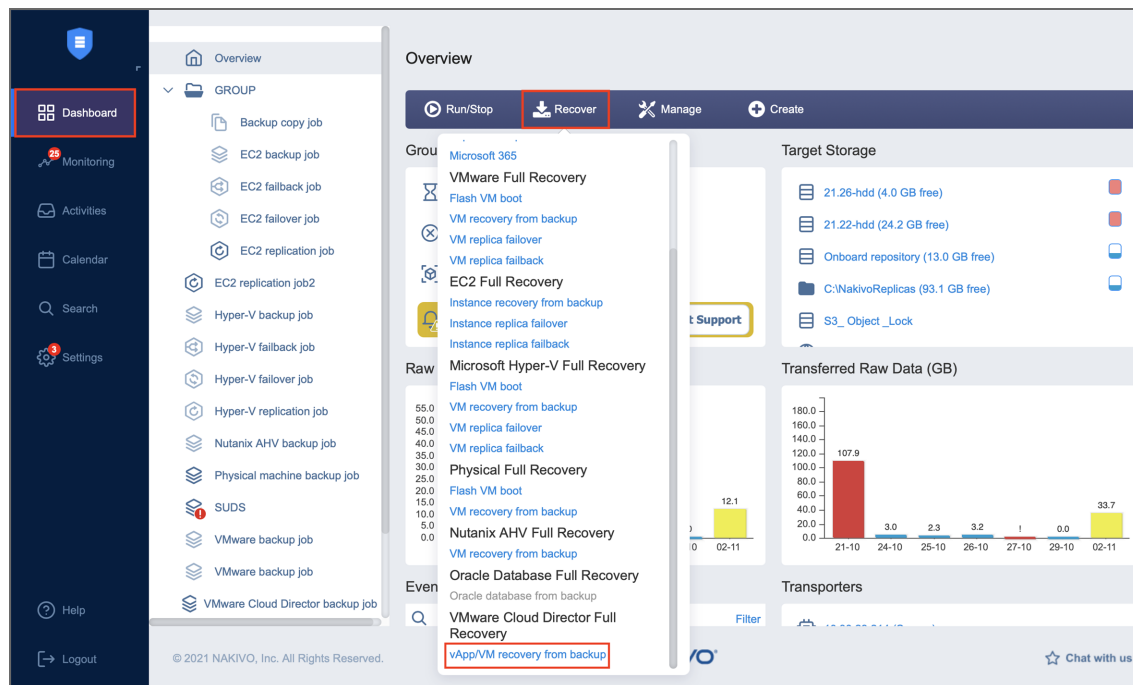 Dashboard
25
Monitoring
Activities
Calendar
Search
3
Settings
Help
Logout
Overview
GROUP
Backup copy job
EC2 backup job
EC2 failback job
EC2 failover job
EC2 replication job
EC2 replication job2
Hyper-V backup job
Hyper-V failback job
Hyper-V failover job
Hyper-V replication job
Nutanix AHV backup job
Physical machine backup job
SUDS
VMware backup job
VMware backup job
VMware Cloud Director backup job
© 2021 NAKIVO, Inc. All Rights Reserved.
Overview
Run/Stop
Recover
Manage
Create
Grou
Microsoft 365
VMware Full Recovery
Flash VM boot
VM recovery from backup
VM replica failover
VM replica failback
EC2 Full Recovery
Instance recovery from backup
Instance replica failover
Instance replica failback
Microsoft Hyper-V Full Recovery
Flash VM boot
VM recovery from backup
VM replica failover
VM replica failback
Physical Full Recovery
Flash VM boot
VM recovery from backup
Nutanix AHV Full Recovery
VM recovery from backup
Oracle Database Full Recovery
Oracle database from backup
VMware Cloud Director Full
Recovery
vApp/VM recovery from backup
t Support
Raw
55.0
50.0
45.0
40.0
35.0
30.0
25.0
20.0
15.0
10.0
5.0
0.0
12.1
02-11
Even
Filter
Target Storage
21.26-hdd (4.0 GB free)
21.22-hdd (24.2 GB free)
Onboard repository (13.0 GB free)
C:\NakivoReplicas (93.1 GB free)
S3_ Object _Lock
Transferred Raw Data (GB)
180.0
160.0
140.0
120.0
100.0
80.0
60.0
40.0
20.0
0.0
107.9
3.0
2.3
3.2
!
0.0
33.7
21-10
24-10
25-10
26-10
27-10
29-10
02-11
Transporters
VO
Chat with us